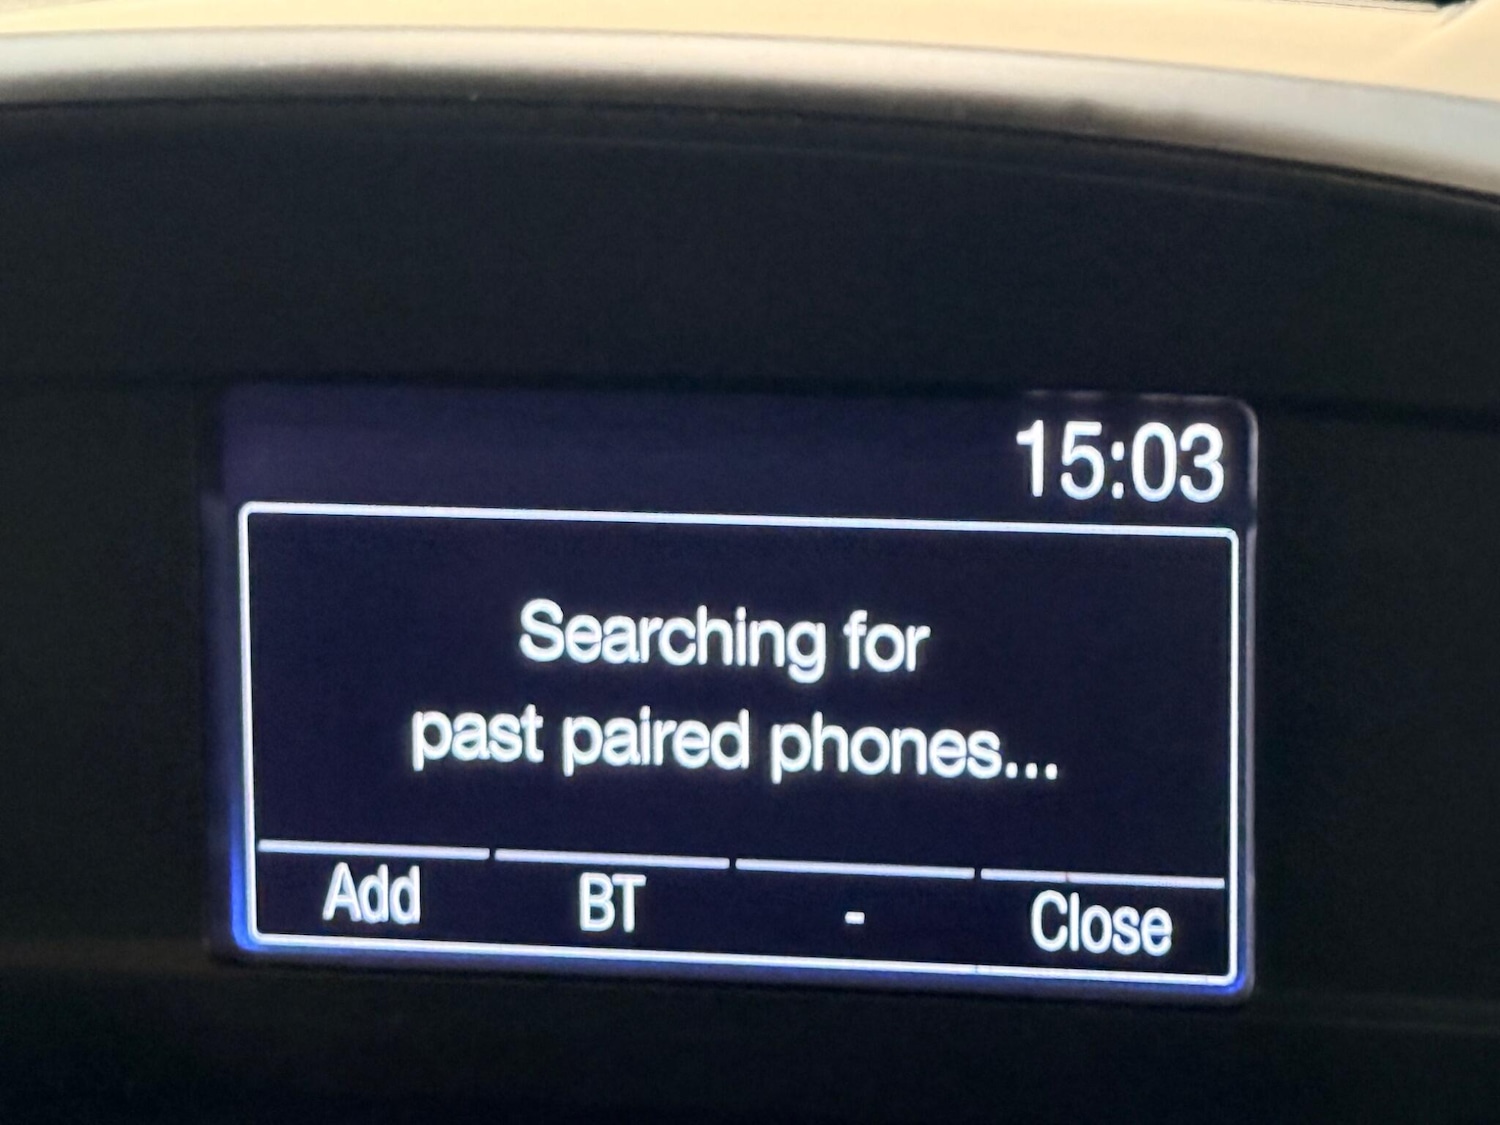 15:03
Searching for
past paired phones...
Add BT - Close